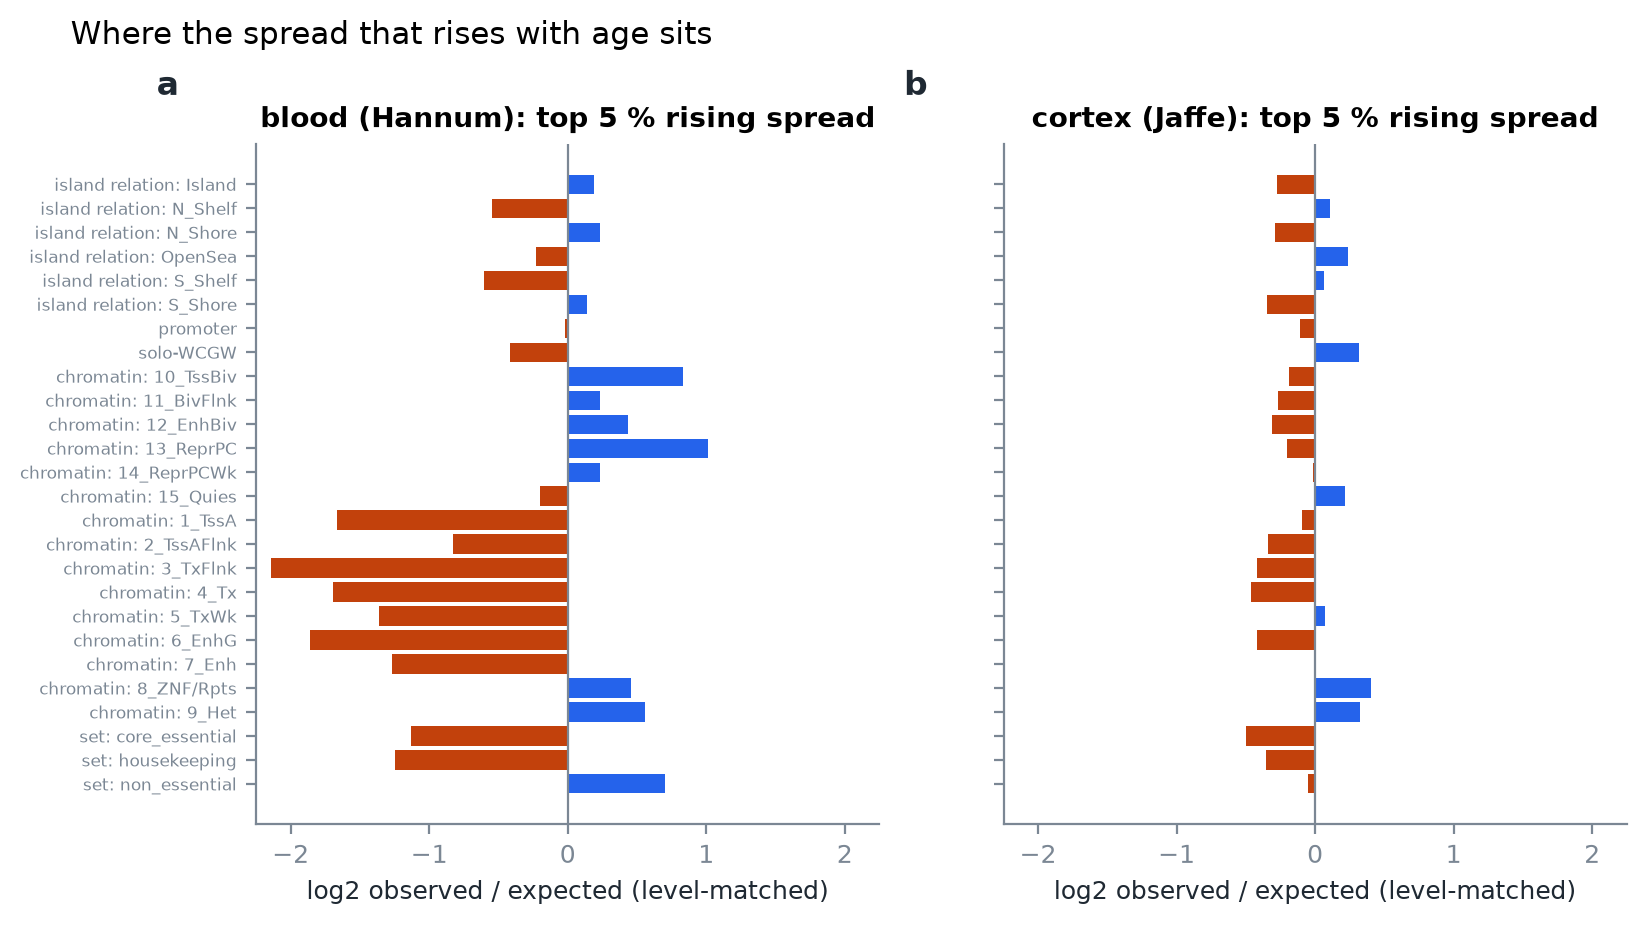 Where the spread that rises with age sits
a
blood (Hannum): top 5 % rising spread
island relation: Island
island relation: N_Shelf
island relation: N_Shore
island relation: OpenSea
island relation: S_Shelf
island relation: S_Shore
promoter
solo-WCGW
chromatin: 10_TssBiv
chromatin: 11_BivFlnk
chromatin: 12_EnhBiv
chromatin: 13_ReprPC
chromatin: 14_ReprPCWk
chromatin: 15_Quies
chromatin: 1_TssA
chromatin: 2_TssAFlnk
chromatin: 3_TxFlnk
chromatin: 4_Tx
chromatin: 5_TxWk
chromatin: 6_EnhG
chromatin: 7_Enh
chromatin: 8_ZNF/Rpts
chromatin: 9_Het
set: core_essential
set: housekeeping
set: non_essential
−2 −1 0 1 2
log2 observed / expected (level-matched)
b
cortex (Jaffe): top 5 % rising spread
−2 −1 0 1 2
log2 observed / expected (level-matched)